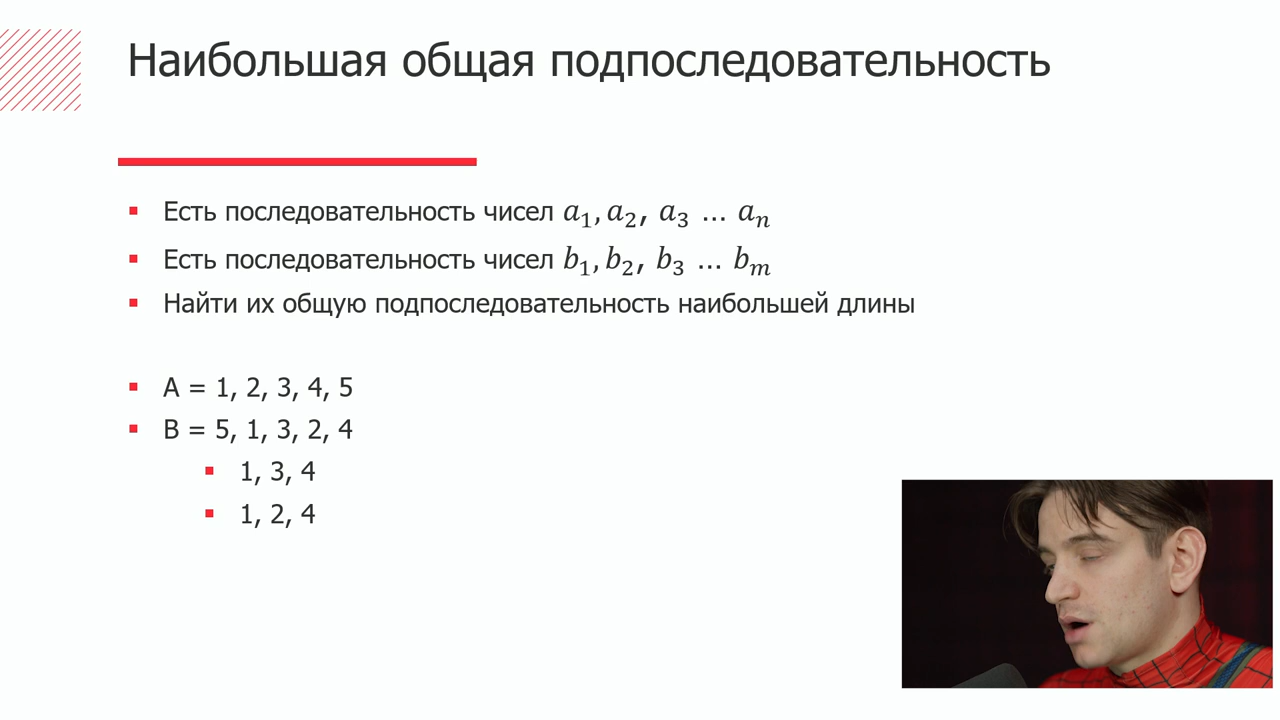 Наибольшая общая подпоследовательность
Есть последовательность чисел a₁, a₂, a₃ … aₙ
Есть последовательность чисел b₁, b₂, b₃ … bₘ
Найти их общую подпоследовательность наибольшей длины
A = 1, 2, 3, 4, 5
B = 5, 1, 3, 2, 4
1, 3, 4
1, 2, 4